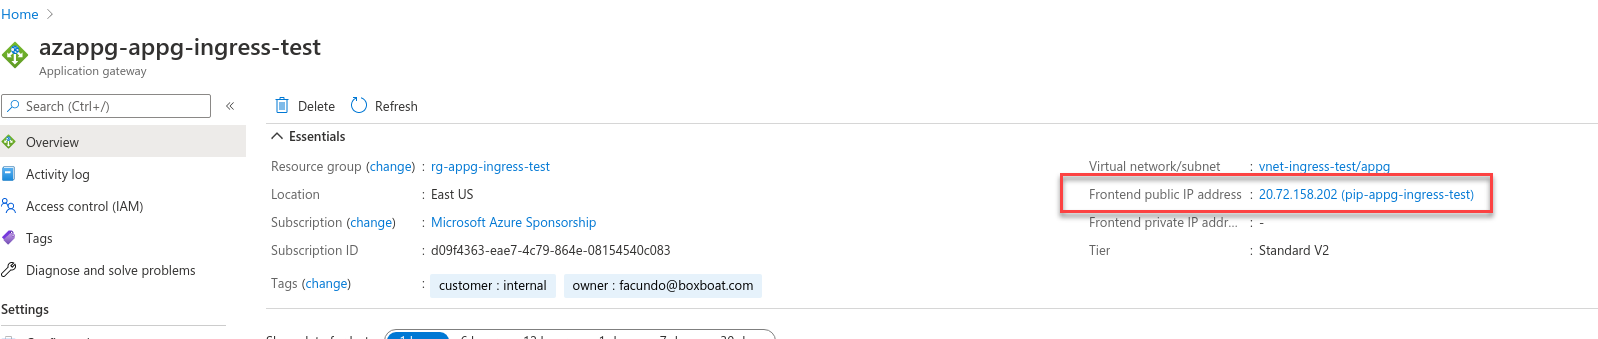 Home >
azappg-appg-ingress-test
Application gateway
Search (Ctrl+/)
«
Delete
Refresh
Overview
Activity log
Access control (IAM)
Tags
Diagnose and solve problems
Settings
Essentials
Resource group (change) : rg-appg-ingress-test
Location : East US
Subscription (change) : Microsoft Azure Sponsorship
Subscription ID : d09f4363-eae7-4c79-864e-08154540c083
Tags (change) : customer : internal owner : facundo@boxboat.com
Virtual network/subnet : vnet-ingress-test/appg
Frontend public IP address : 20.72.158.202 (pip-appg-ingress-test)
Frontend private IP addr... : -
Tier : Standard V2